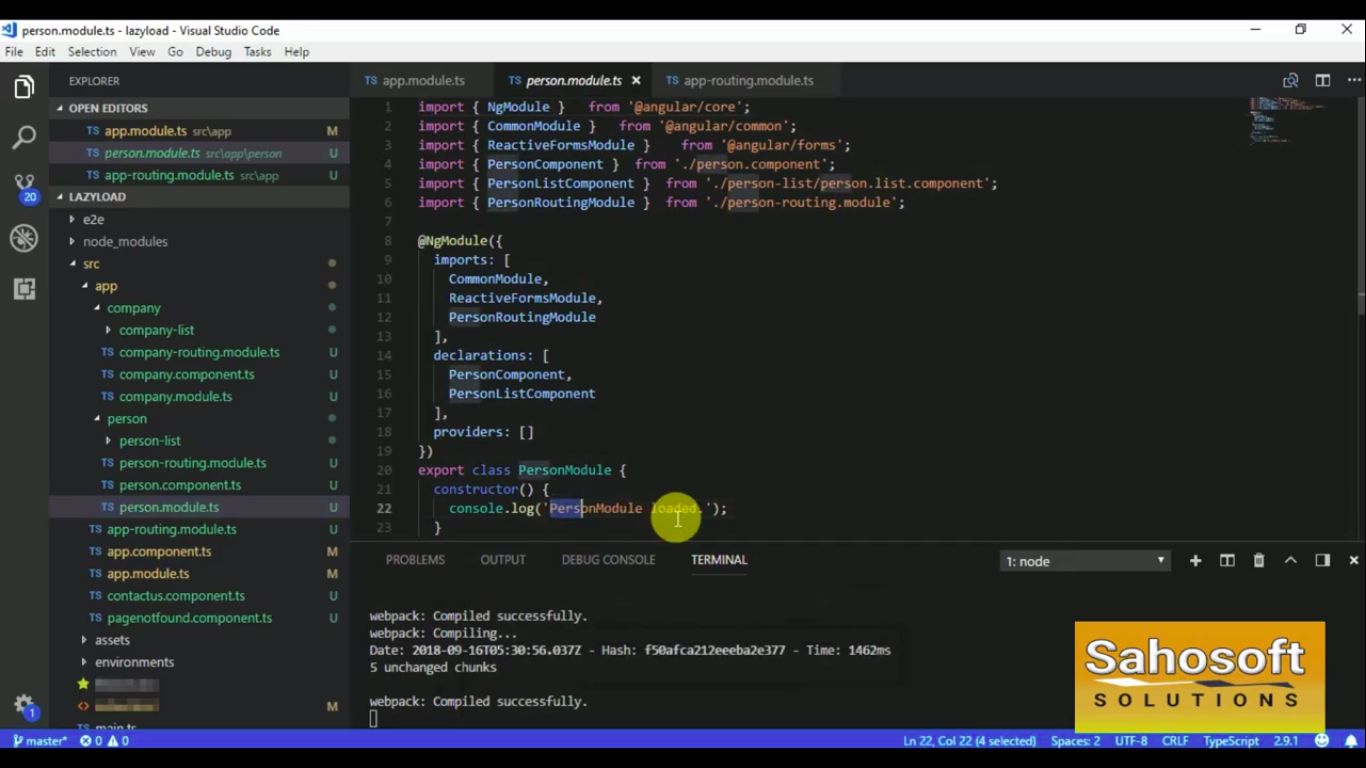 person.module.ts - lazyload - Visual Studio Code
File Edit Selection View Go Debug Tasks Help
EXPLORER
OPEN EDITORS
TS app.module.ts src\app M
TS person.module.ts src\app\person U
TS app-routing.module.ts src\app U
LAZYLOAD
e2e
node_modules
src
app
company
company-list
TS company-routing.module.ts U
TS company.component.ts U
TS company.module.ts U
person
person-list
TS person-routing.module.ts U
TS person.component.ts U
TS person.module.ts U
TS app-routing.module.ts U
TS app.component.ts M
TS app.module.ts M
TS contactus.component.ts U
TS pagenotfound.component.ts U
assets
environments
M
TS main.ts
20
1
TS app.module.ts TS person.module.ts TS app-routing.module.ts
1 import { NgModule } from '@angular/core';
2 import { CommonModule } from '@angular/common';
3 import { ReactiveFormsModule } from '@angular/forms';
4 import { PersonComponent } from './person.component';
5 import { PersonListComponent } from './person-list/person.list.component';
6 import { PersonRoutingModule } from './person-routing.module';
7
8 @NgModule({
9 imports: [
10 CommonModule,
11 ReactiveFormsModule,
12 PersonRoutingModule
13 ],
14 declarations: [
15 PersonComponent,
16 PersonListComponent
17 ],
18 providers: []
19 })
20 export class PersonModule {
21 constructor() {
22 console.log('PersonModule loaded.');
23 }
PROBLEMS OUTPUT DEBUG CONSOLE TERMINAL 1: node
webpack: Compiled successfully.
webpack: Compiling...
Date: 2018-09-16T05:30:56.037Z - Hash: f50afca212eeeba2e377 - Time: 1462ms
5 unchanged chunks
webpack: Compiled successfully.
Sahosoft
SOLUTIONS
master* 0 0 Ln 22, Col 22 (4 selected) Spaces: 2 UTF-8 CRLF TypeScript 2.9.1